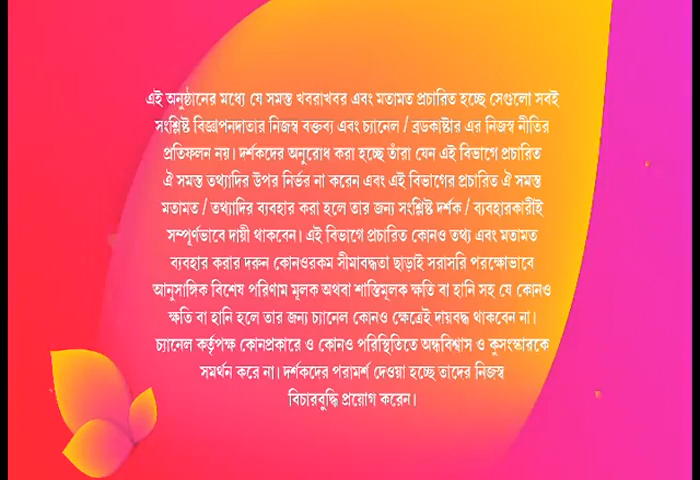 এই অনুষ্ঠানের মধ্যে যে সমস্ত খবরাখবর এবং মতামত প্রচারিত হচ্ছে সেগুলো সবই
সংশ্লিষ্ট বিজ্ঞাপনদাতার নিজস্ব বক্তব্য এবং চ্যানেল / ব্রডকাষ্টার এর নিজস্ব নীতির
প্রতিফলন নয়। দর্শকদের অনুরোধ করা হচ্ছে তাঁরা যেন এই বিভাগে প্রচারিত
ঐ সমস্ত তথ্যাদির উপর নির্ভর না করেন এবং এই বিভাগের প্রচারিত ঐ সমস্ত
মতামত / তথ্যাদির ব্যবহার করা হলে তার জন্য সংশ্লিষ্ট দর্শক / ব্যবহারকারীই
সম্পূর্ণভাবে দায়ী থাকবেন। এই বিভাগে প্রচারিত কোনও তথ্য এবং মতামত
ব্যবহার করার দরুন কোনওরকম সীমাবদ্ধতা ছাড়াই সরাসরি পরক্ষোভাবে
আনুসাঙ্গিক বিশেষ পরিণাম মূলক অথবা শাস্তিমূলক ক্ষতি বা হানি সহ যে কোনও
ক্ষতি বা হানি হলে তার জন্য চ্যানেল কোনও ক্ষেত্রেই দায়বদ্ধ থাকবেন না।
চ্যানেল কর্তৃপক্ষ কোনপ্রকারে ও কোনও পরিস্থিতিতে অন্ধবিশ্বাস ও কুসংস্কারকে
সমর্থন করে না। দর্শকদের পরামর্শ দেওয়া হচ্ছে তাদের নিজস্ব
বিচারবুদ্ধি প্রয়োগ করেন।